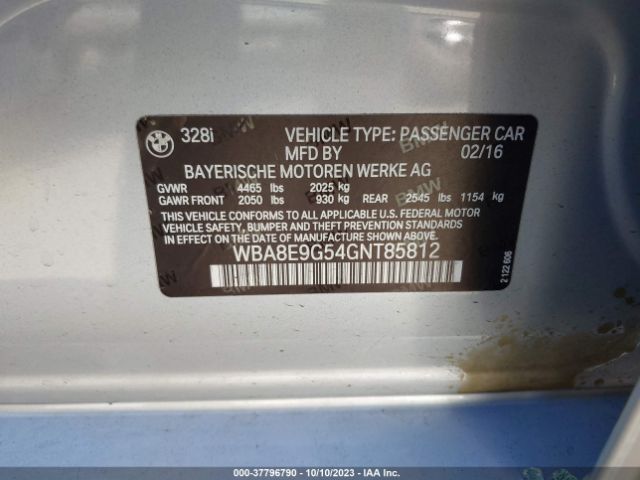 328i VEHICLE TYPE: PASSENGER CAR
MFD BY 02/16
BAYERISCHE MOTOREN WERKE AG
GVWR 4465 lbs 2025 kg
GAWR FRONT 2050 lbs 930 kg REAR 2545 lbs 1154 kg
THIS VEHICLE CONFORMS TO ALL APPLICABLE U.S. FEDERAL MOTOR
VEHICLE SAFETY, BUMPER, AND THEFT PREVENTION STANDARDS
IN EFFECT ON THE DATE OF MANUFACTURE SHOWN ABOVE.
WBA8E9G54GNT85812
2 122 606
000-37796790 - 10/10/2023 - IAA Inc.